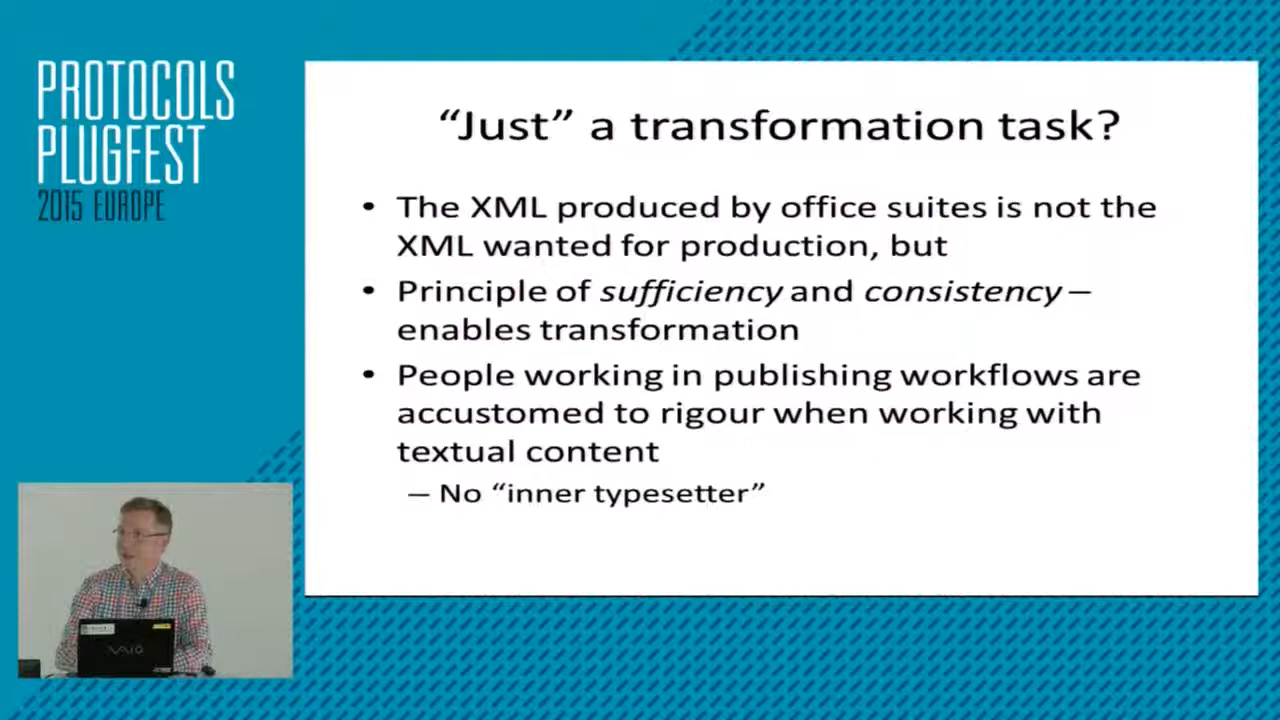 PROTOCOLS
PLUGFEST
2015 EUROPE
“Just” a transformation task?
• The XML produced by office suites is not the
XML wanted for production, but
• Principle of sufficiency and consistency –
enables transformation
• People working in publishing workflows are
accustomed to rigour when working with
textual content
– No “inner typesetter”
VAIO